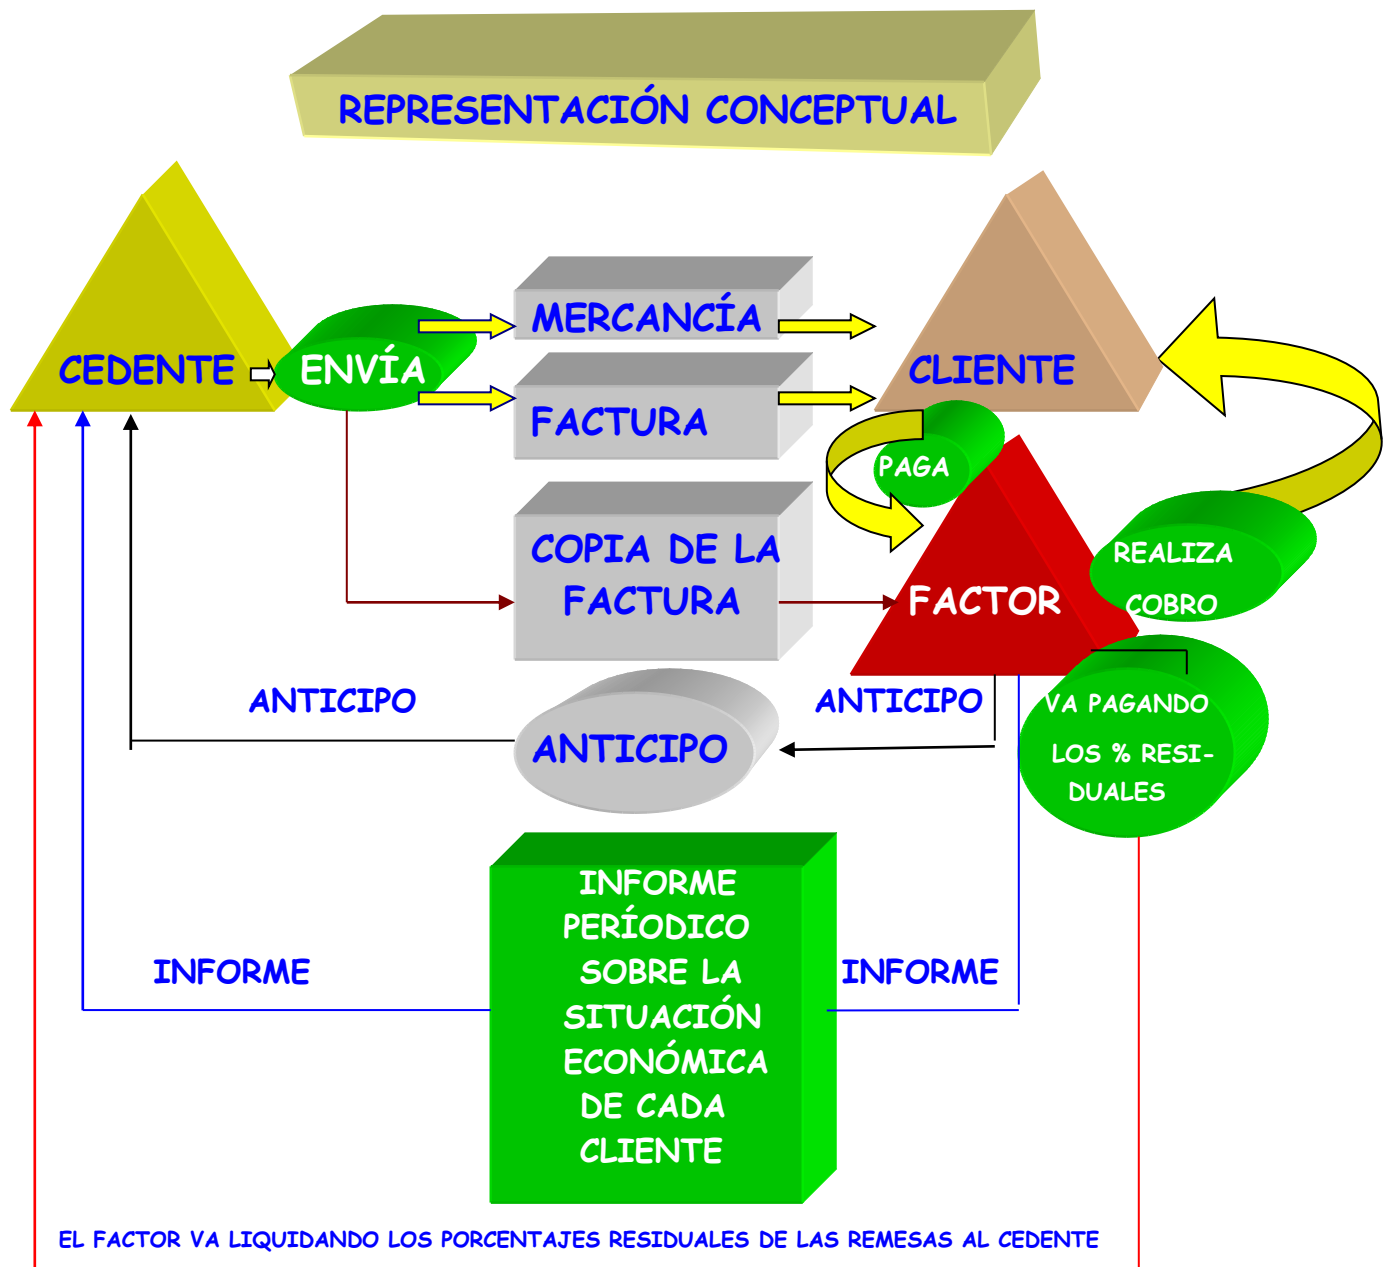 REPRESENTACIÓN CONCEPTUAL
MERCANCÍA
CEDENTE
ENVÍA
CLIENTE
FACTURA
PAGA
COPIA DE LA
FACTURA
FACTOR
REALIZA
COBRO
ANTICIPO
ANTICIPO
ANTICIPO
VA PAGANDO
LOS % RESI-
DUALES
INFORME
PERÍODICO
SOBRE LA
SITUACIÓN
ECONÓMICA
DE CADA
CLIENTE
INFORME
INFORME
EL FACTOR VA LIQUIDANDO LOS PORCENTAJES RESIDUALES DE LAS REMESAS AL CEDENTE